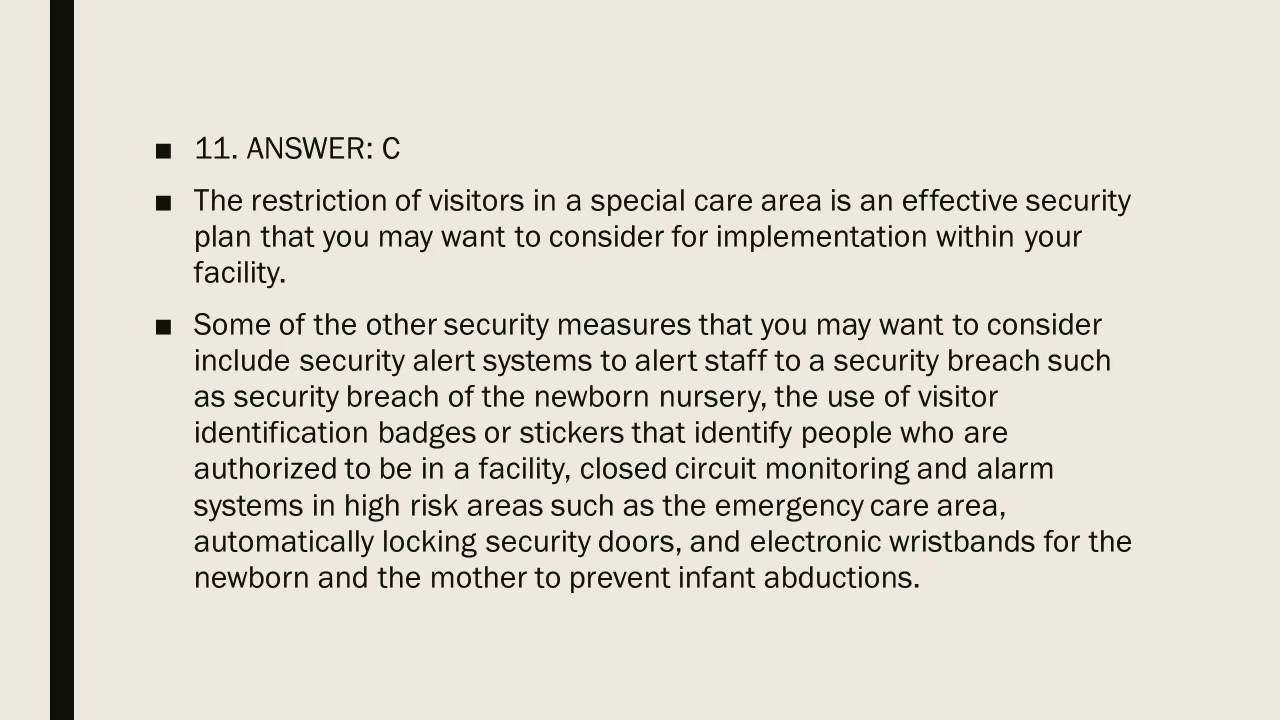 ■ 11. ANSWER: C
■ The restriction of visitors in a special care area is an effective security
plan that you may want to consider for implementation within your
facility.
■ Some of the other security measures that you may want to consider
include security alert systems to alert staff to a security breach such
as security breach of the newborn nursery, the use of visitor
identification badges or stickers that identify people who are
authorized to be in a facility, closed circuit monitoring and alarm
systems in high risk areas such as the emergency care area,
automatically locking security doors, and electronic wristbands for the
newborn and the mother to prevent infant abductions.